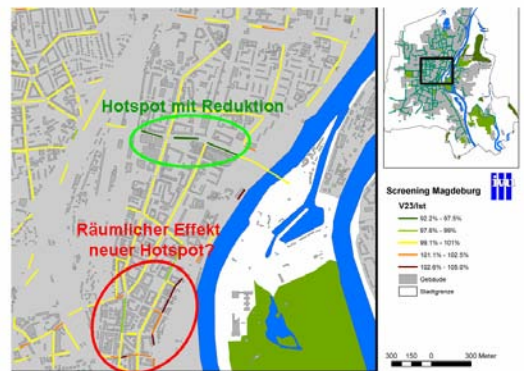 Hotspot mit Reduktion
Räumlicher Effekt
neuer Hotspot?
Screening Magdeburg
ivu
V23/Ist
92.2% - 97.5%
97.6% - 99%
99.1% - 101%
101.1% - 102.5%
102.6% - 105.0%
Gebäude
Stadtgrenze
300 150 0 300 Meter